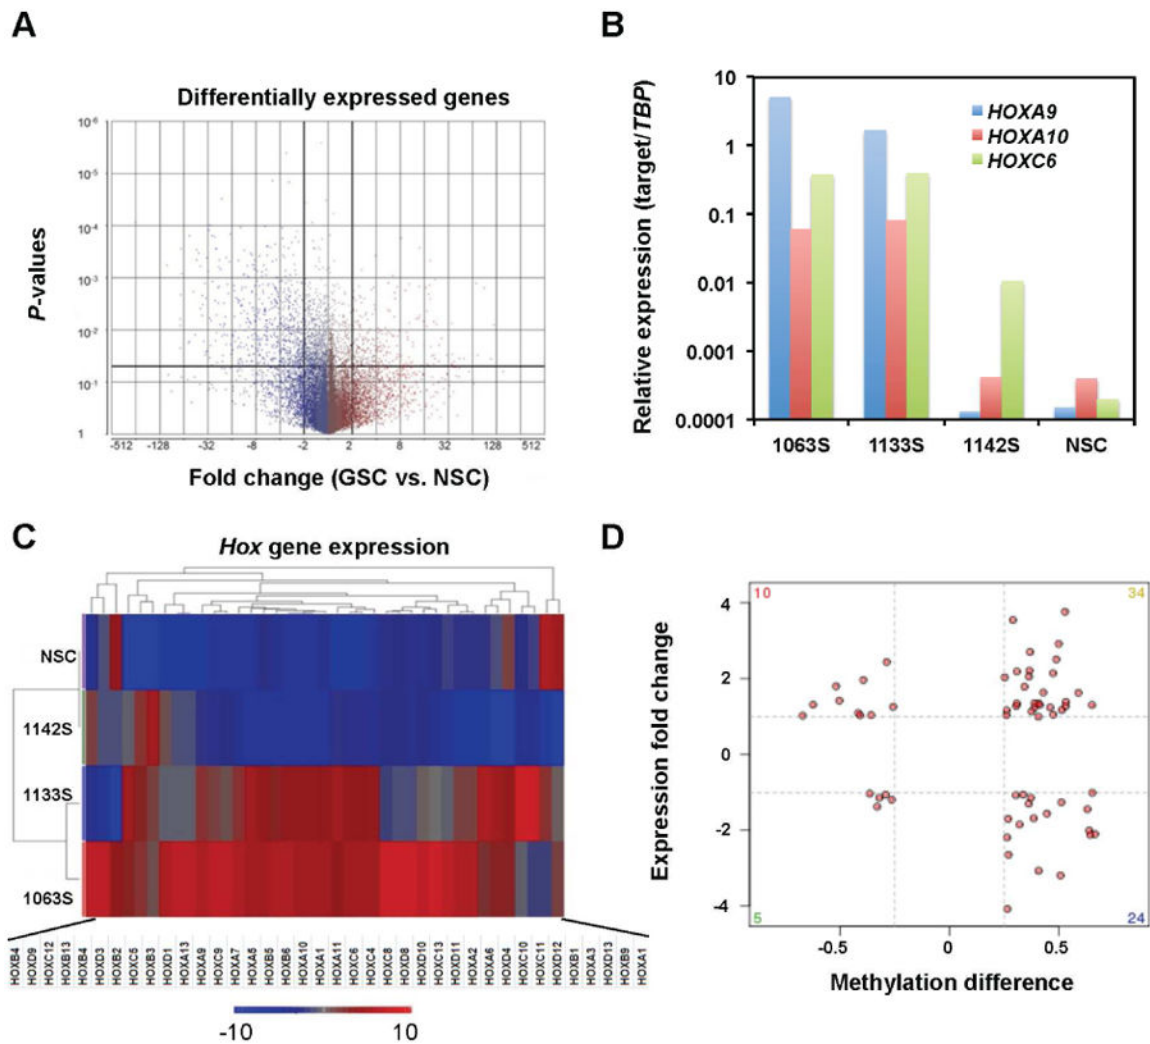 A
Differentially expressed genes
P-values
10-6
10-5
10-4
10-3
10-2
10-1
1
-512 -128 -32 -8 -2 2 8 32 128 512
Fold change (GSC vs. NSC)
B
Relative expression (target/TBP)
10
1
0.1
0.01
0.001
0.0001
HOXA9
HOXA10
HOXC6
1063S 1133S 1142S NSC
C
Hox gene expression
NSC
1142S
1133S
1063S
HOXB4 HOXD9 HOXC12 HOXB13 HOXB4 HOXD3 HOXB2 HOXC5 HOXB3 HOXD1 HOXA13 HOXA9 HOXC9 HOXA7 HOXA5 HOXB5 HOXB6 HOXA10 HOXA1 HOXA11 HOXC6 HOXC4 HOXC8 HOXD8 HOXD10 HOXC13 HOXD11 HOXA2 HOXA6 HOXD4 HOXC10 HOXC11 HOXD12 HOXB1 HOXA3 HOXD13 HOXB9 HOXA1
-10 10
D
10 34
Expression fold change
4
2
0
-2
-4
5 24
-0.5 0 0.5
Methylation difference